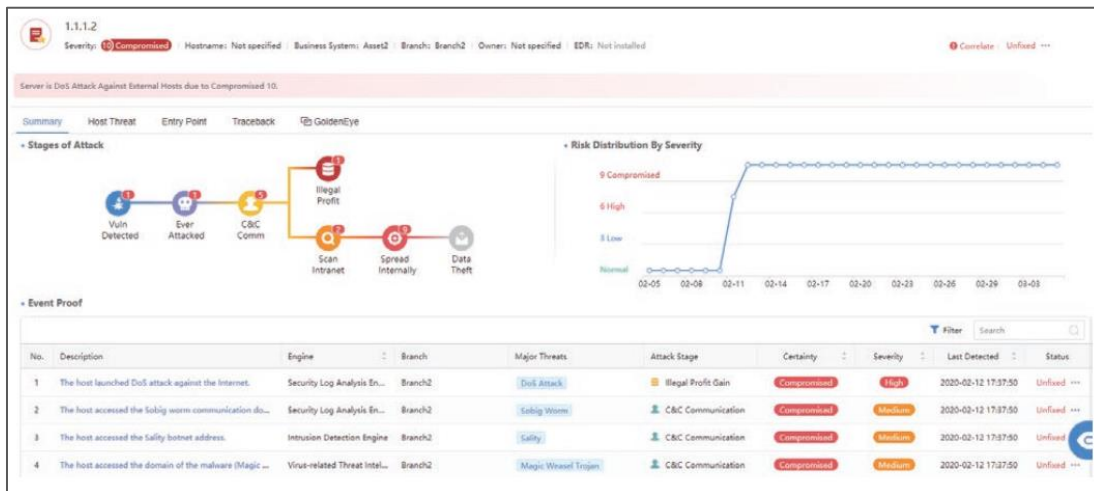 1.1.1.2
Severity: 10 Compromised Hostname: Not specified Business System: Asset2 Branch: Branch2 Owner: Not specified EDR: Not installed Correlate Unfixed ...
Server is DoS Attack Against External Hosts due to Compromised 10.
Summary Host Threat Entry Point Traceback GoldenEye
Stages of Attack
1
Illegal Profit
1
Vuln Detected
Ever Attacked
5
C&C Comm
2
Scan Intranet
Spread Internally
Data Theft
Risk Distribution By Severity
9 Compromised
6 High
3 Low
Normal
02-05 02-08 02-11 02-14 02-17 02-20 02-23 02-26 02-29 03-03
Event Proof
Filter Search
No. Description Engine Branch Major Threats Attack Stage Certainty Severity Last Detected Status
1 The host launched DoS attack against the Internet. Security Log Analysis En... Branch2 DoS Attack Illegal Profit Gain Compromised High 2020-02-12 17:37:50 Unfixed ...
2 The host accessed the Sobig worm communication do... Security Log Analysis En... Branch2 Sobig Worm C&C Communication Compromised Medium 2020-02-12 17:37:50 Unfixed ...
3 The host accessed the Sality botnet address. Intrusion Detection Engine Branch2 Sality C&C Communication Compromised Medium 2020-02-12 17:37:50 Unfixed
4 The host accessed the domain of the malware (Magic ... Virus-related Threat Intel... Branch2 Magic Weasel Trojan C&C Communication Compromised Medium 2020-02-12 17:37:50 Unfixed ...